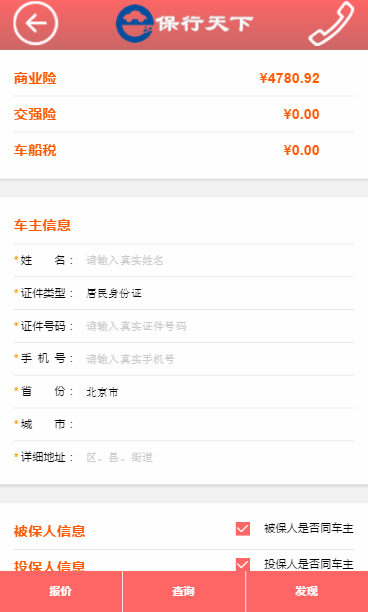 保行天下
商业险 ¥4780.92
交强险 ¥0.00
车船税 ¥0.00
车主信息
*姓 名： 请输入真实姓名
*证件类型： 居民身份证
*证件号码： 请输入真实证件号码
*手 机 号： 请输入真实手机号
*省 份： 北京市
*城 市：
*详细地址： 区、县、街道
被保人信息 被保人是否同车主
投保人信息 投保人是否同车主
报价 查询 发现